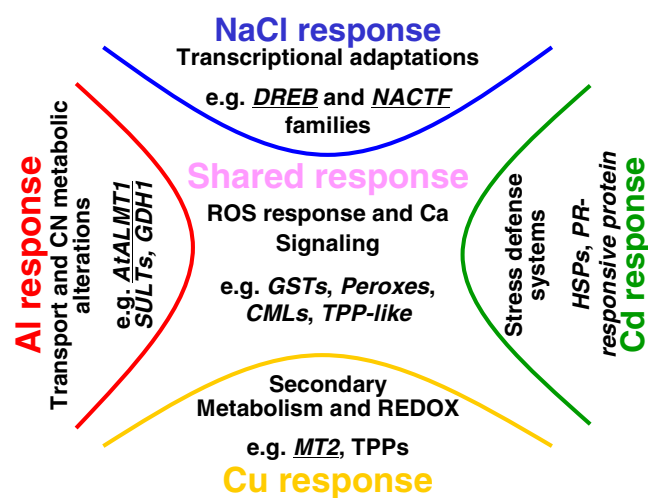 NaCl response
Transcriptional adaptations
e.g. DREB and NACTF
families
Al response
Transport and CN metabolic
alterations
e.g. AtALMT1
SULTs, GDH1
Shared response
ROS response and Ca
Signaling
e.g. GSTs, Peroxes,
CMLs, TPP-like
Stress defense
systems
HSPs, PR-
responsive protein
Cd response
Secondary
Metabolism and REDOX
e.g. MT2, TPPs
Cu response